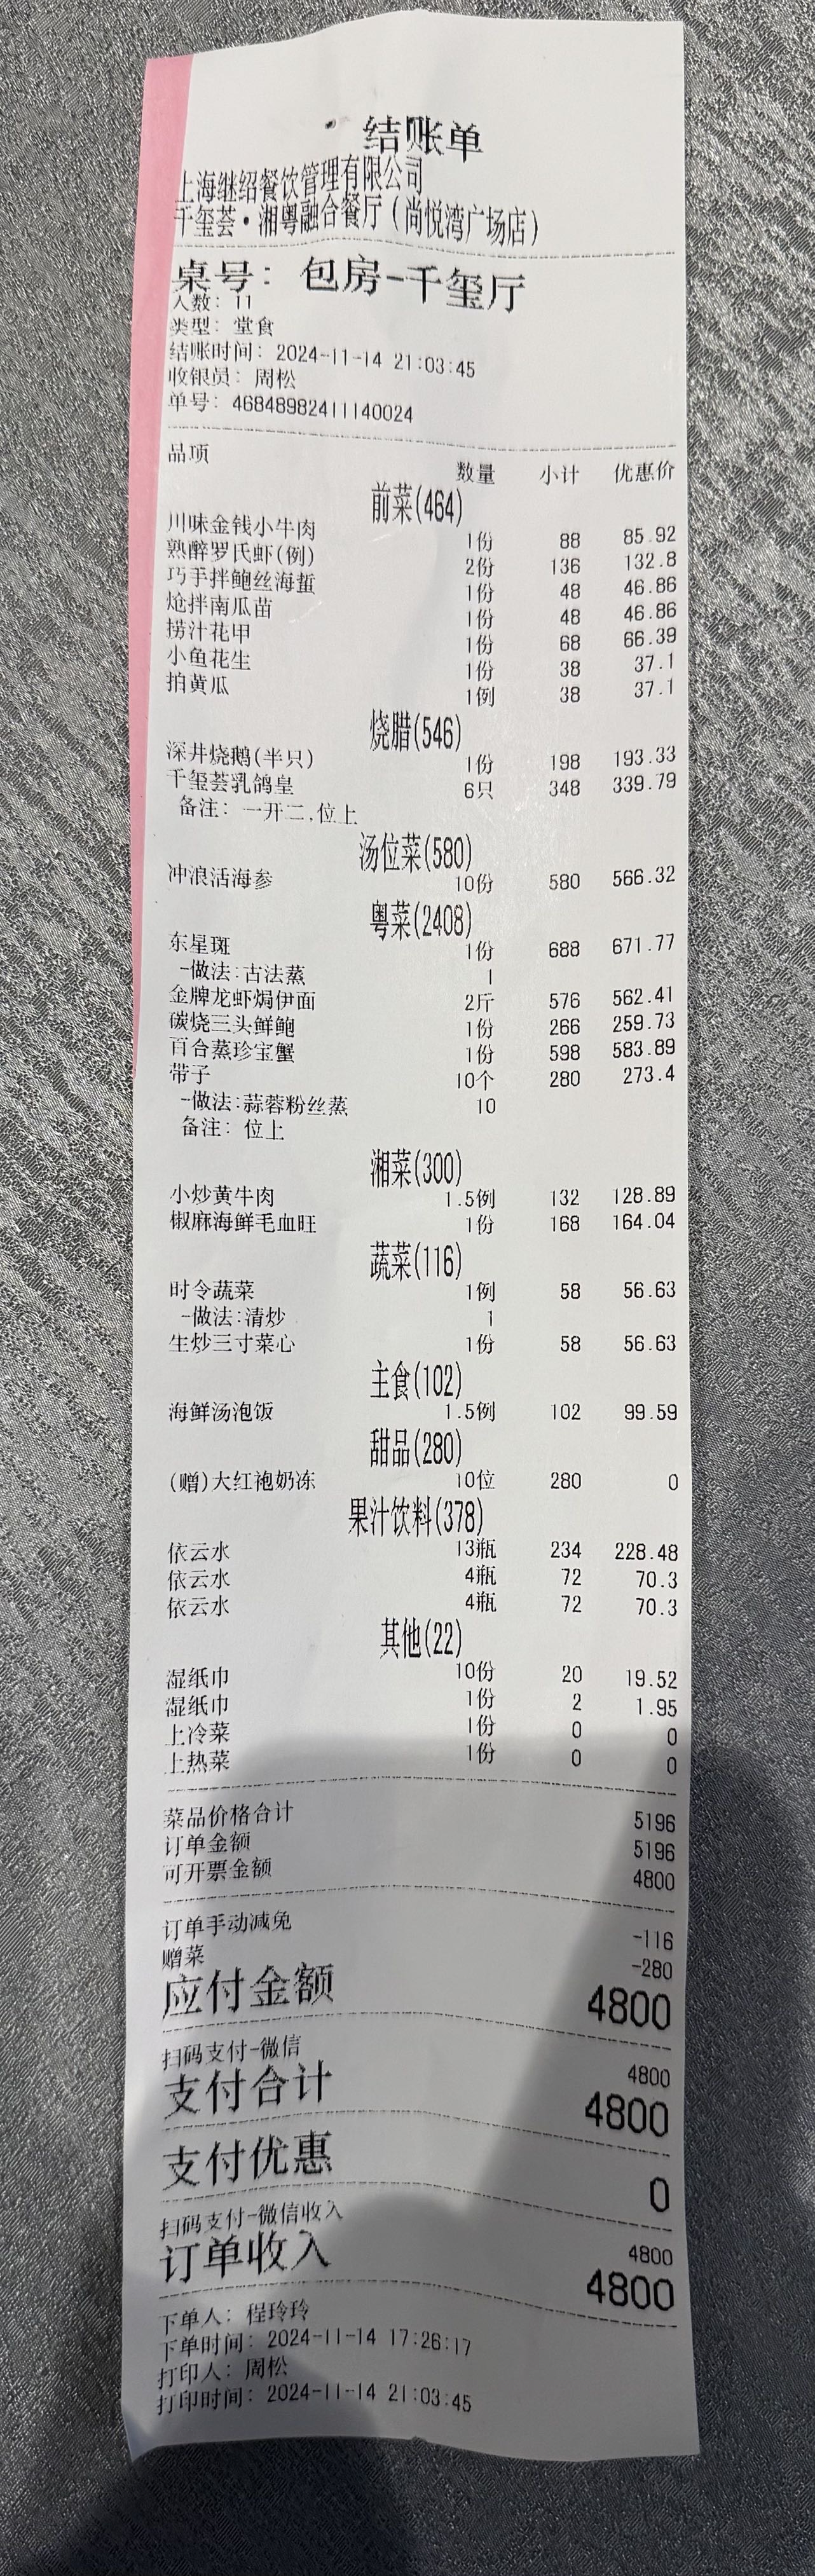 结账单
上海继绍餐饮管理有限公司
千玺荟·湘粤融合餐厅(尚悦湾广场店)
桌号: 包房-千玺厅
人数: 11
类型: 堂食
结账时间: 2024-11-14 21:03:45
收银员: 周松
单号: 46848982411140024
品项 数量 小计 优惠价
前菜(464)
川味金钱小牛肉 1份 88 85.92
熟醉罗氏虾(例) 2份 136 132.8
巧手拌鲍丝海蜇 1份 48 46.86
炝拌南瓜苗 1份 48 46.86
捞汁花甲 1份 68 66.39
小鱼花生 1份 38 37.1
拍黄瓜 1例 38 37.1
烧腊(546)
深井烧鹅(半只) 1份 198 193.33
千玺荟乳鸽皇 6只 348 339.79
备注: 一开二,位上
汤位菜(580)
冲浪活海参 10份 580 566.32
粤菜(2408)
东星斑 1份 688 671.77
-做法:古法蒸 1
金牌龙虾焗伊面 2斤 576 562.41
碳烧三头鲜鲍 1份 266 259.73
百合蒸珍宝蟹 1份 598 583.89
带子 10个 280 273.4
-做法:蒜蓉粉丝蒸 10
备注: 位上
湘菜(300)
小炒黄牛肉 1.5例 132 128.89
椒麻海鲜毛血旺 1份 168 164.04
蔬菜(116)
时令蔬菜 1例 58 56.63
-做法:清炒 1
生炒三寸菜心 1份 58 56.63
主食(102)
海鲜汤泡饭 1.5例 102 99.59
甜品(280)
(赠)大红袍奶冻 10位 280 0
果汁饮料(378)
依云水 13瓶 234 228.48
依云水 4瓶 72 70.3
依云水 4瓶 72 70.3
其他(22)
湿纸巾 10份 20 19.52
湿纸巾 1份 2 1.95
上冷菜 1份 0 0
上热菜 1份 0 0
菜品价格合计 5196
订单金额 5196
可开票金额 4800
订单手动减免 -116
赠菜 -280
应付金额 4800
扫码支付-微信 4800
支付合计 4800
支付优惠 0
扫码支付-微信收入 4800
订单收入 4800
下单人: 程玲玲
下单时间: 2024-11-14 17:26:17
打印人: 周松
打印时间: 2024-11-14 21:03:45